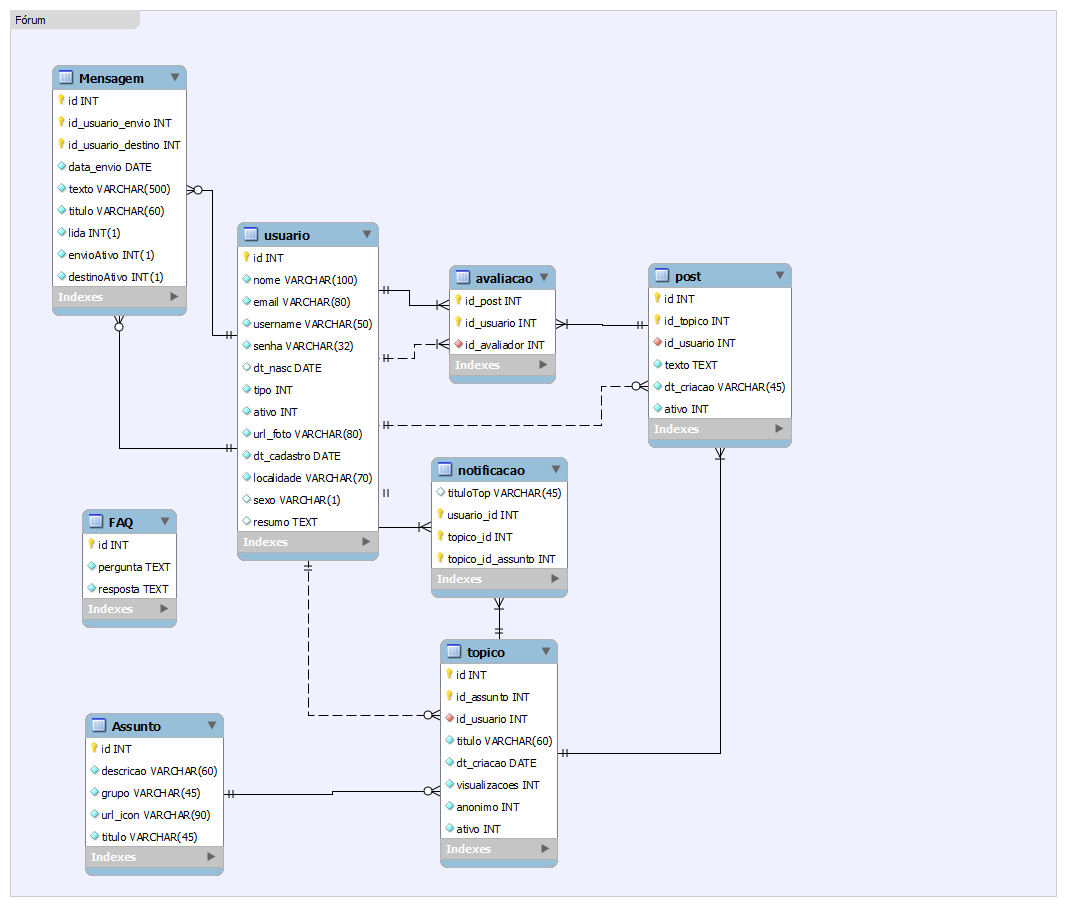 Fórum
Mensagem
id INT
id_usuario_envio INT
id_usuario_destino INT
data_envio DATE
texto VARCHAR(500)
titulo VARCHAR(60)
lida INT(1)
envioAtivo INT(1)
destinoAtivo INT(1)
Indexes
usuario
id INT
nome VARCHAR(100)
email VARCHAR(80)
username VARCHAR(50)
senha VARCHAR(32)
dt_nasc DATE
tipo INT
ativo INT
url_foto VARCHAR(80)
dt_cadastro DATE
localidade VARCHAR(70)
sexo VARCHAR(1)
resumo TEXT
Indexes
avaliacao
id_post INT
id_usuario INT
id_avaliador INT
Indexes
post
id INT
id_topico INT
id_usuario INT
texto TEXT
dt_criacao VARCHAR(45)
ativo INT
Indexes
notificacao
tituloTop VARCHAR(45)
usuario_id INT
topico_id INT
topico_id_assunto INT
Indexes
FAQ
id INT
pergunta TEXT
resposta TEXT
Indexes
topico
id INT
id_assunto INT
id_usuario INT
titulo VARCHAR(60)
dt_criacao DATE
visualizacoes INT
anonimo INT
ativo INT
Indexes
Assunto
id INT
descricao VARCHAR(60)
grupo VARCHAR(45)
url_icon VARCHAR(90)
titulo VARCHAR(45)
Indexes